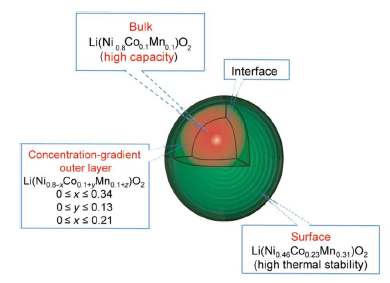 Bulk
Li(Ni₀.₈Co₀.₁Mn₀.₁)O₂
(high capacity)
Interface
Concentration-gradient
outer layer
Li(Ni₀.₈₋ₓCo₀.₁₊yMn₀.₁₊z)O₂
0 ≤ x ≤ 0.34
0 ≤ y ≤ 0.13
0 ≤ x ≤ 0.21
Surface
Li(Ni₀.₄₆Co₀.₂₃Mn₀.₃₁)O₂
(high thermal stability)